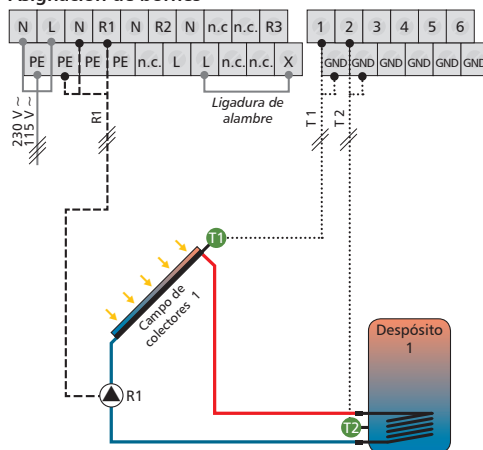 Asignación de bornes
N L N R1 N R2 N n.c. n.c. R3
PE PE PE PE n.c. L L n.c. n.c. X
1 2 3 4 5 6
GND GND GND GND GND GND
Ligadura de
alambre
230 V ~
115 V ~
R1
T 1
T 2
T1
Campo de
colectores 1
R1
Despósito
1
T2